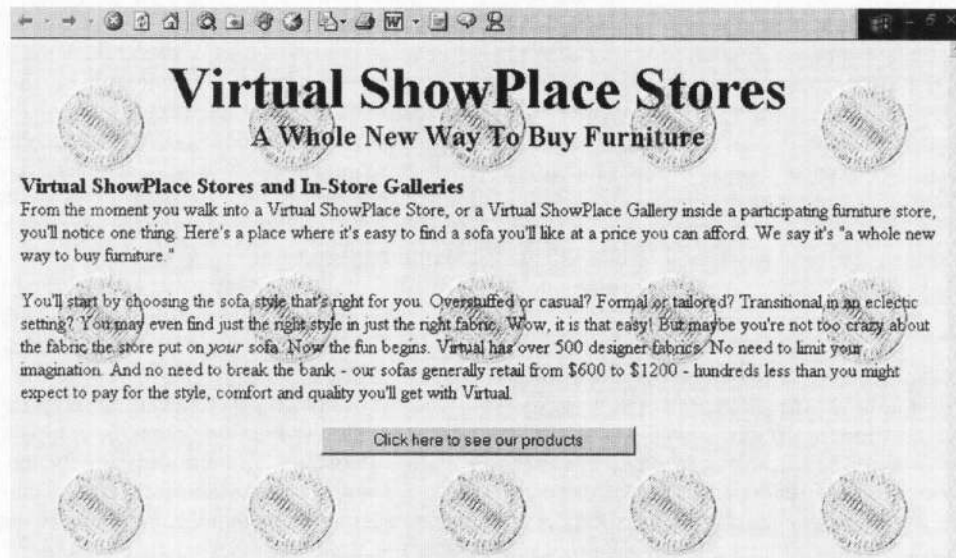 Virtual ShowPlace Stores
A Whole New Way To Buy Furniture
Virtual ShowPlace Stores and In-Store Galleries
From the moment you walk into a Virtual ShowPlace Store, or a Virtual ShowPlace Gallery inside a participating furniture store,
you'll notice one thing. Here's a place where it's easy to find a sofa you'll like at a price you can afford. We say it's "a whole new
way to buy furniture."
You'll start by choosing the sofa style that's right for you. Overstuffed or casual? Formal or tailored? Transitional in an eclectic
setting? You may even find just the right style in just the right fabric. Wow, it is that easy! But maybe you're not too crazy about
the fabric the store put on your sofa. Now the fun begins. Virtual has over 500 designer fabrics. No need to limit your
imagination. And no need to break the bank - our sofas generally retail from $600 to $1200 - hundreds less than you might
expect to pay for the style, comfort and quality you'll get with Virtual.
Click here to see our products